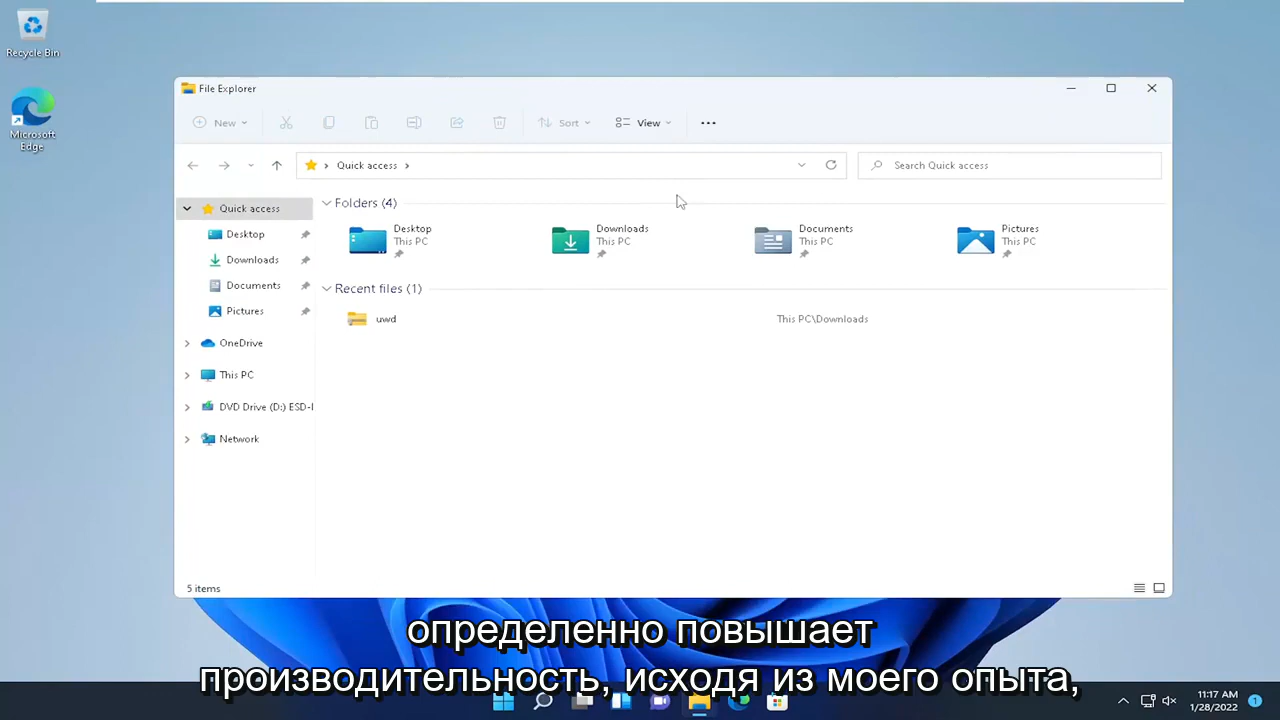 Recycle Bin
Microsoft
Edge
File Explorer
New
Sort
View
Quick access
Search Quick access
Quick access
Desktop
Downloads
Documents
Pictures
OneDrive
This PC
DVD Drive (D:) ESD-I
Network
Folders (4)
Desktop
This PC
Downloads
This PC
Documents
This PC
Pictures
This PC
Recent files (1)
uwd
This PC\Downloads
5 items
определенно повышает
производительность, исходя из моего опыта,
11:17 AM
1/28/2022
1